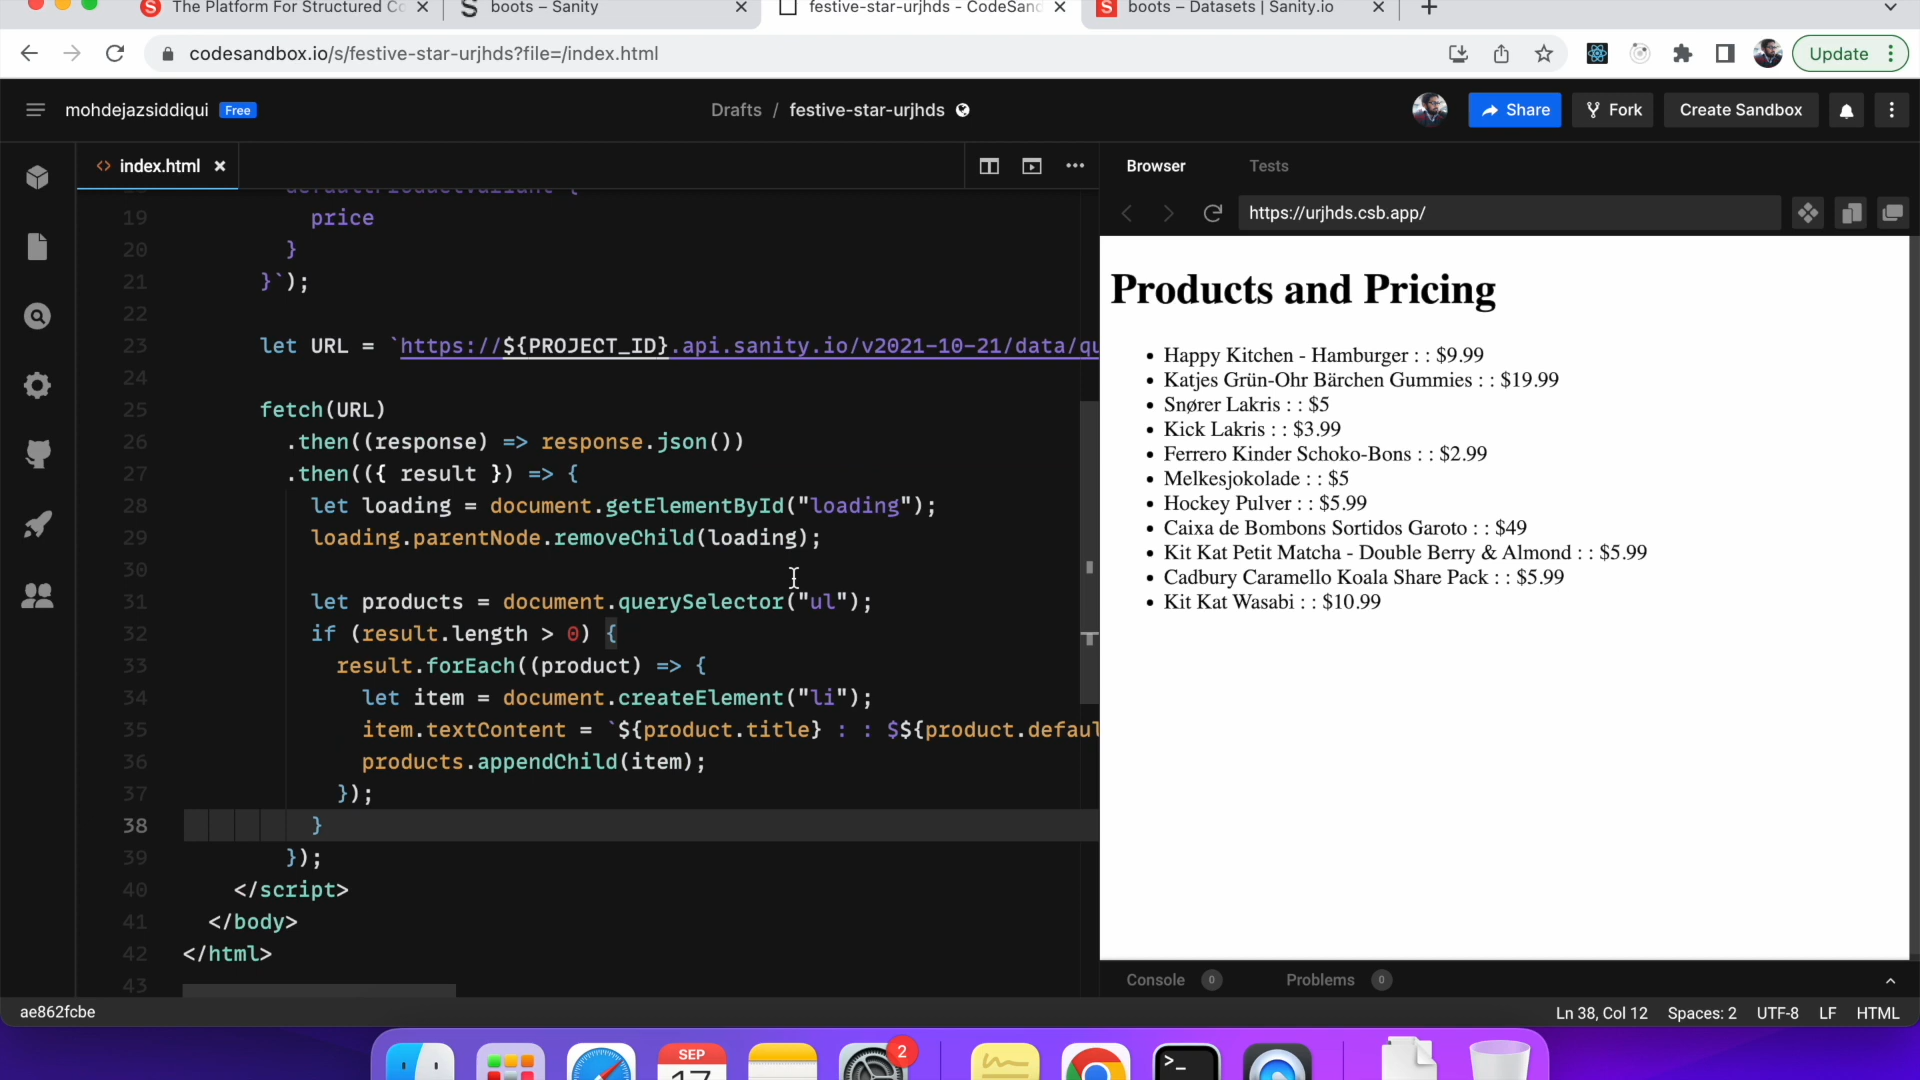 The Platform For Structured Co
boots – Sanity
festive-star-urjhds - CodeSand
boots – Datasets | Sanity.io
codesandbox.io/s/festive-star-urjhds?file=/index.html
Update
mohdejazsiddiqui Free
Drafts / festive-star-urjhds
Share
Fork
Create Sandbox
index.html
Browser
Tests
https://urjhds.csb.app/
defaultProductVariant {
19 price
20 }
21 }`);
22
23 let URL = `https://${PROJECT_ID}.api.sanity.io/v2021-10-21/data/qu
24
25 fetch(URL)
26 .then((response) => response.json())
27 .then(({ result }) => {
28 let loading = document.getElementById("loading");
29 loading.parentNode.removeChild(loading);
30
31 let products = document.querySelector("ul");
32 if (result.length > 0) {
33 result.forEach((product) => {
34 let item = document.createElement("li");
35 item.textContent = `${product.title} : : $${product.defaul
36 products.appendChild(item);
37 });
38 }
39 });
40 </script>
41 </body>
42 </html>
43
Products and Pricing
• Happy Kitchen - Hamburger : : $9.99
• Katjes Grün-Ohr Bärchen Gummies : : $19.99
• Snører Lakris : : $5
• Kick Lakris : : $3.99
• Ferrero Kinder Schoko-Bons : : $2.99
• Melkesjokolade : : $5
• Hockey Pulver : : $5.99
• Caixa de Bombons Sortidos Garoto : : $49
• Kit Kat Petit Matcha - Double Berry & Almond : : $5.99
• Cadbury Caramello Koala Share Pack : : $5.99
• Kit Kat Wasabi : : $10.99
Console 0
Problems 0
ae862fcbe
Ln 38, Col 12
Spaces: 2
UTF-8
LF
HTML
SEP
17
2